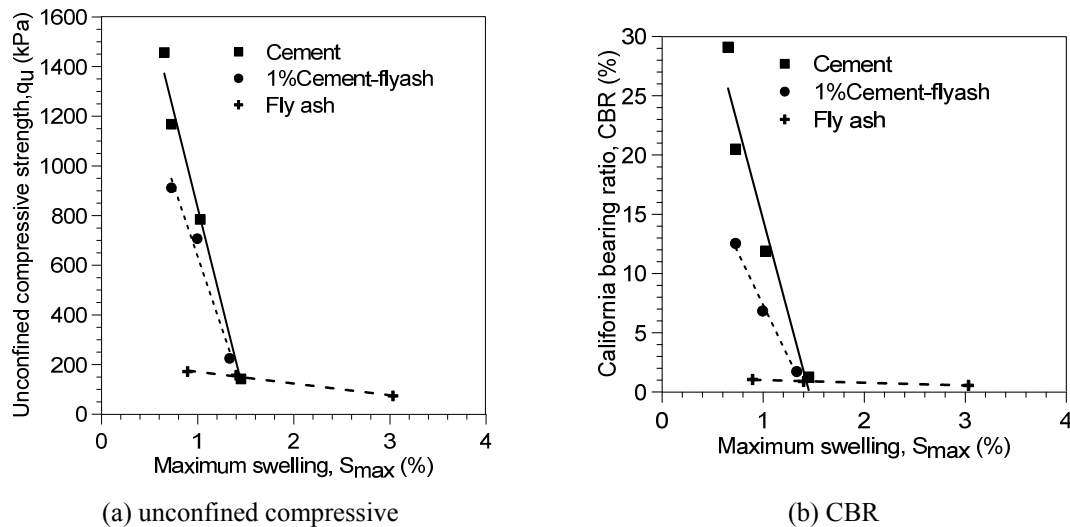 1600
1400
1200
1000
800
600
400
200
0
Unconfined compressive strength,qu (kPa)
Cement
1%Cement-flyash
Fly ash
0 1 2 3 4
Maximum swelling, Smax (%)
(a) unconfined compressive
30
25
20
15
10
5
0
California bearing ratio, CBR (%)
Cement
1%Cement-flyash
Fly ash
0 1 2 3 4
Maximum swelling, Smax (%)
(b) CBR